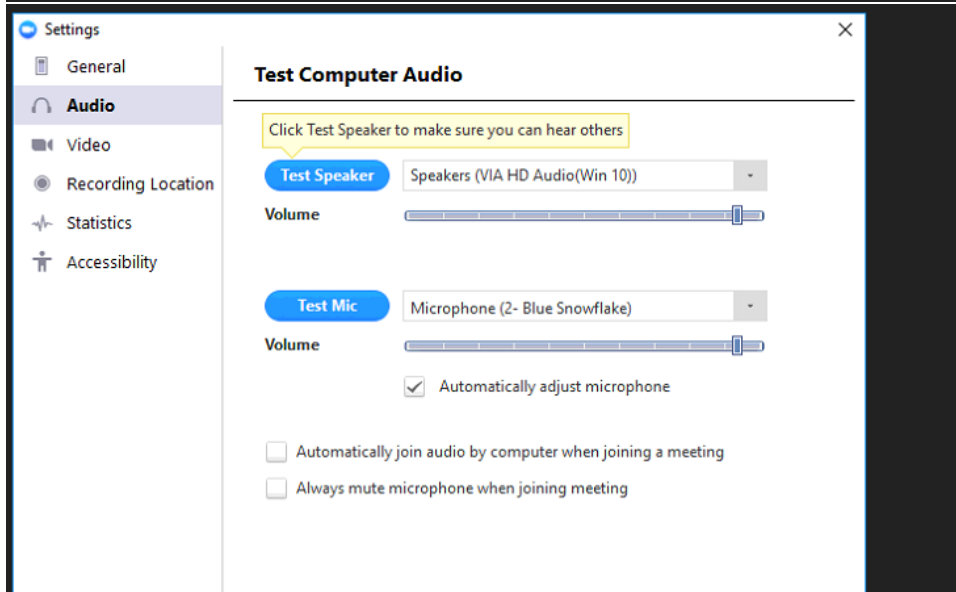 Settings
General
Audio
Video
Recording Location
Statistics
Accessibility
Test Computer Audio
Click Test Speaker to make sure you can hear others
Test Speaker
Speakers (VIA HD Audio(Win 10))
Volume
Test Mic
Microphone (2- Blue Snowflake)
Volume
Automatically adjust microphone
Automatically join audio by computer when joining a meeting
Always mute microphone when joining meeting